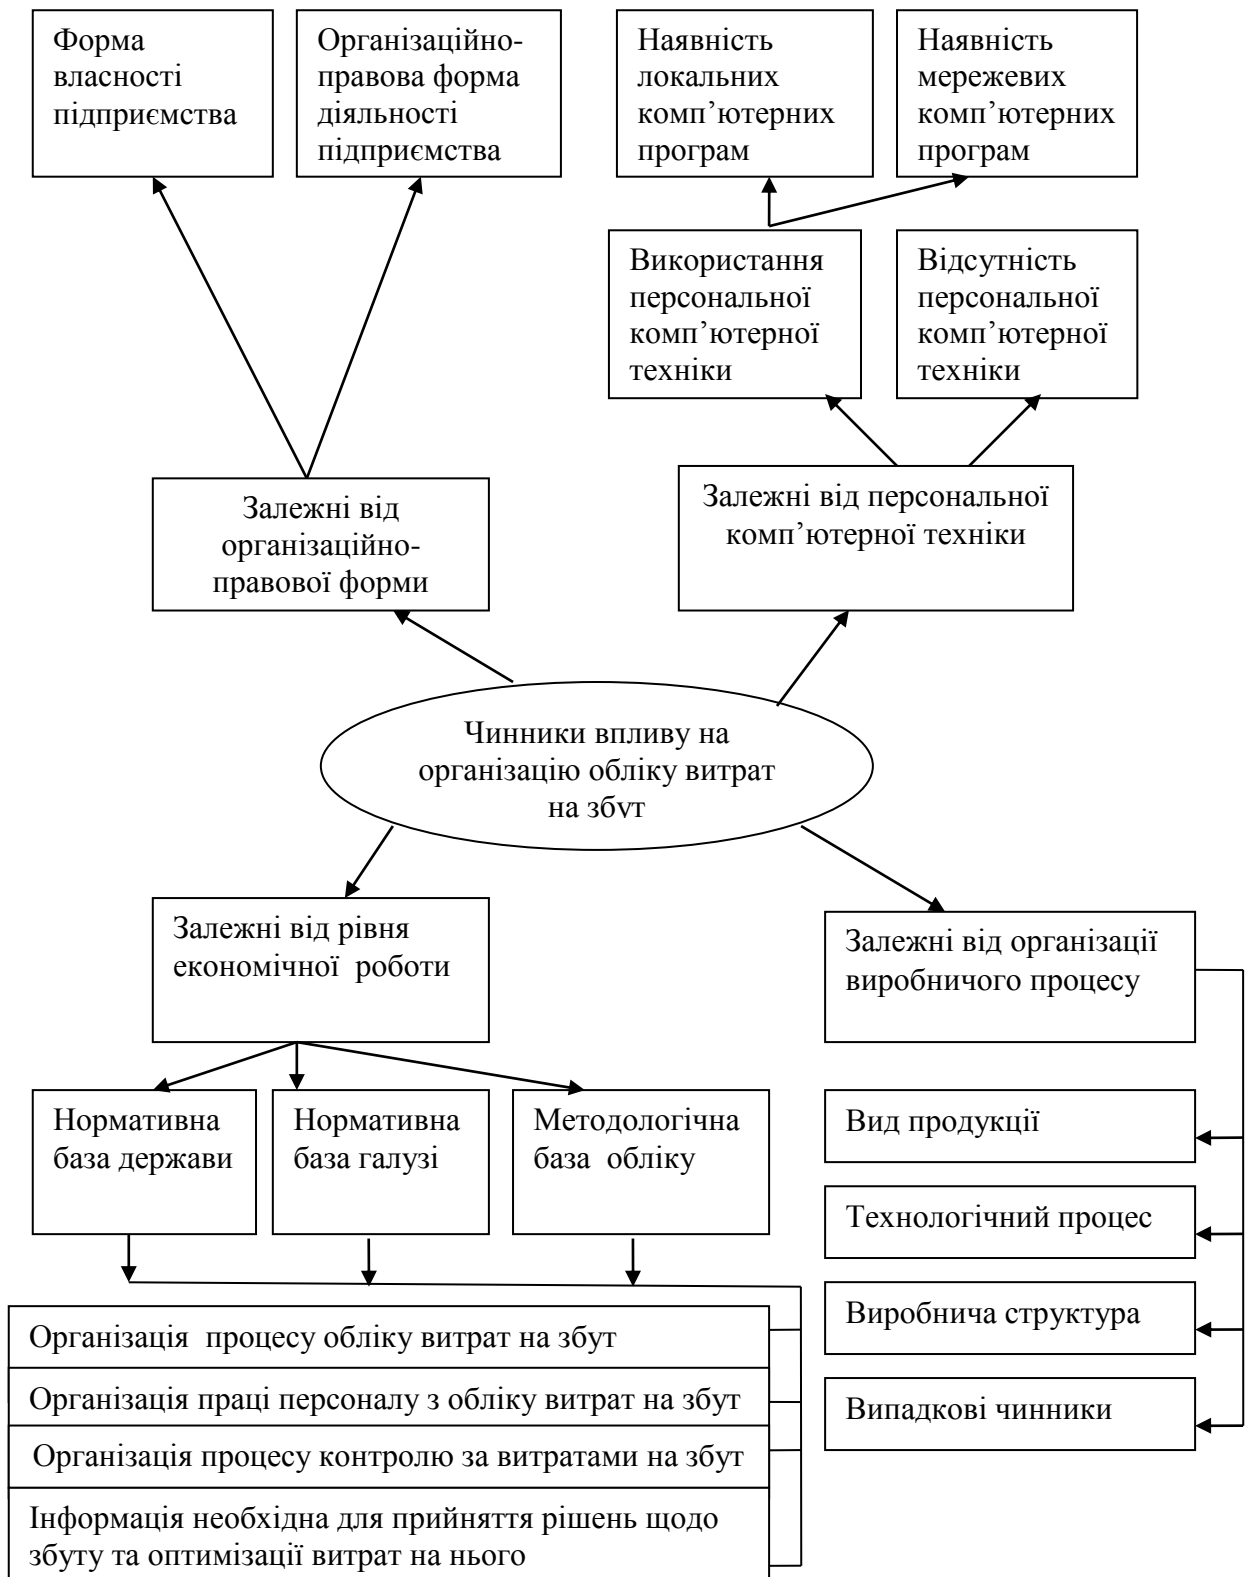 Форма
власності
підприємства
Організаційно-
правова форма
діяльності
підприємства
Наявність
локальних
комп’ютерних
програм
Наявність
мережевих
комп’ютерних
програм
Використання
персональної
комп’ютерної
техніки
Відсутність
персональної
комп’ютерної
техніки
Залежні від
організаційно-
правової форми
Залежні від персональної
комп’ютерної техніки
Чинники впливу на
організацію обліку витрат
на збут
Залежні від рівня
економічної роботи
Залежні від організації
виробничого процесу
Нормативна
база держави
Нормативна
база галузі
Методологічна
база обліку
Вид продукції
Технологічний процес
Виробнича структура
Випадкові чинники
Організація процесу обліку витрат на збут
Організація праці персоналу з обліку витрат на збут
Організація процесу контролю за витратами на збут
Інформація необхідна для прийняття рішень щодо
збуту та оптимізації витрат на нього